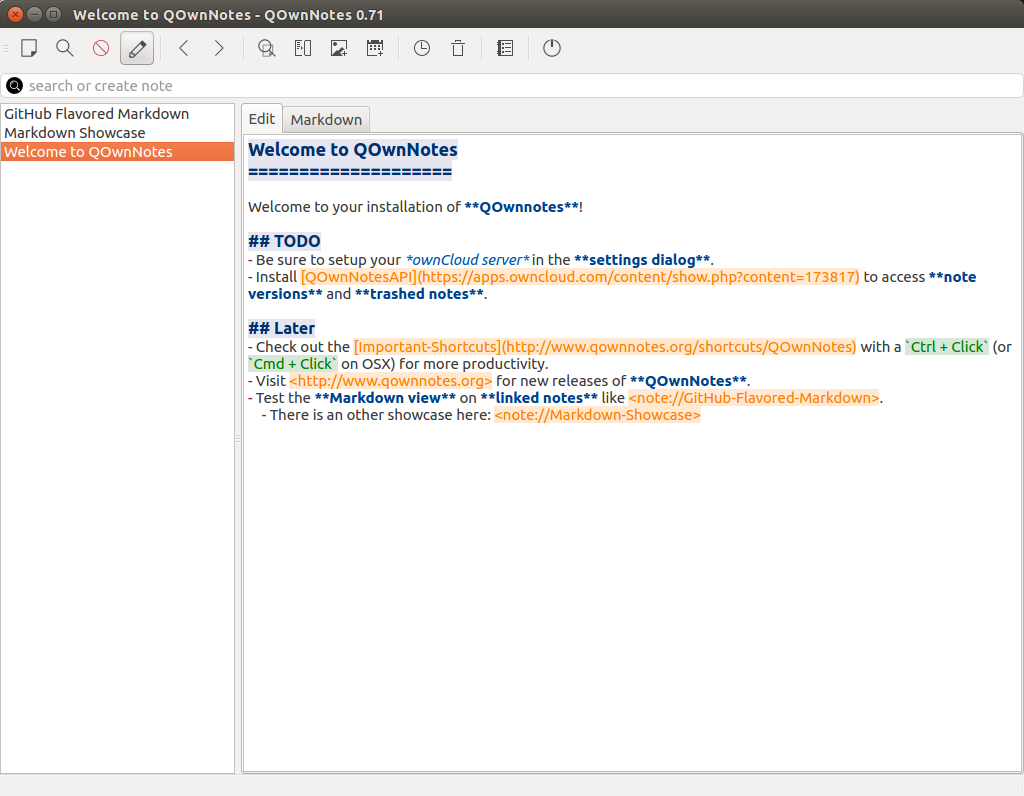 Welcome to QOwnNotes - QOwnNotes 0.71
search or create note
GitHub Flavored Markdown
Markdown Showcase
Welcome to QOwnNotes
Edit
Markdown
Welcome to QOwnNotes
====================
Welcome to your installation of **QOwnnotes**!
## TODO
- Be sure to setup your *ownCloud server* in the **settings dialog**.
- Install [QOwnNotesAPI](https://apps.owncloud.com/content/show.php?content=173817) to access **note
versions** and **trashed notes**.
## Later
- Check out the [Important-Shortcuts](http://www.qownnotes.org/shortcuts/QOwnNotes) with a `Ctrl + Click` (or
`Cmd + Click` on OSX) for more productivity.
- Visit <http://www.qownnotes.org> for new releases of **QOwnNotes**.
- Test the **Markdown view** on **linked notes** like <note://GitHub-Flavored-Markdown>.
- There is an other showcase here: <note://Markdown-Showcase>